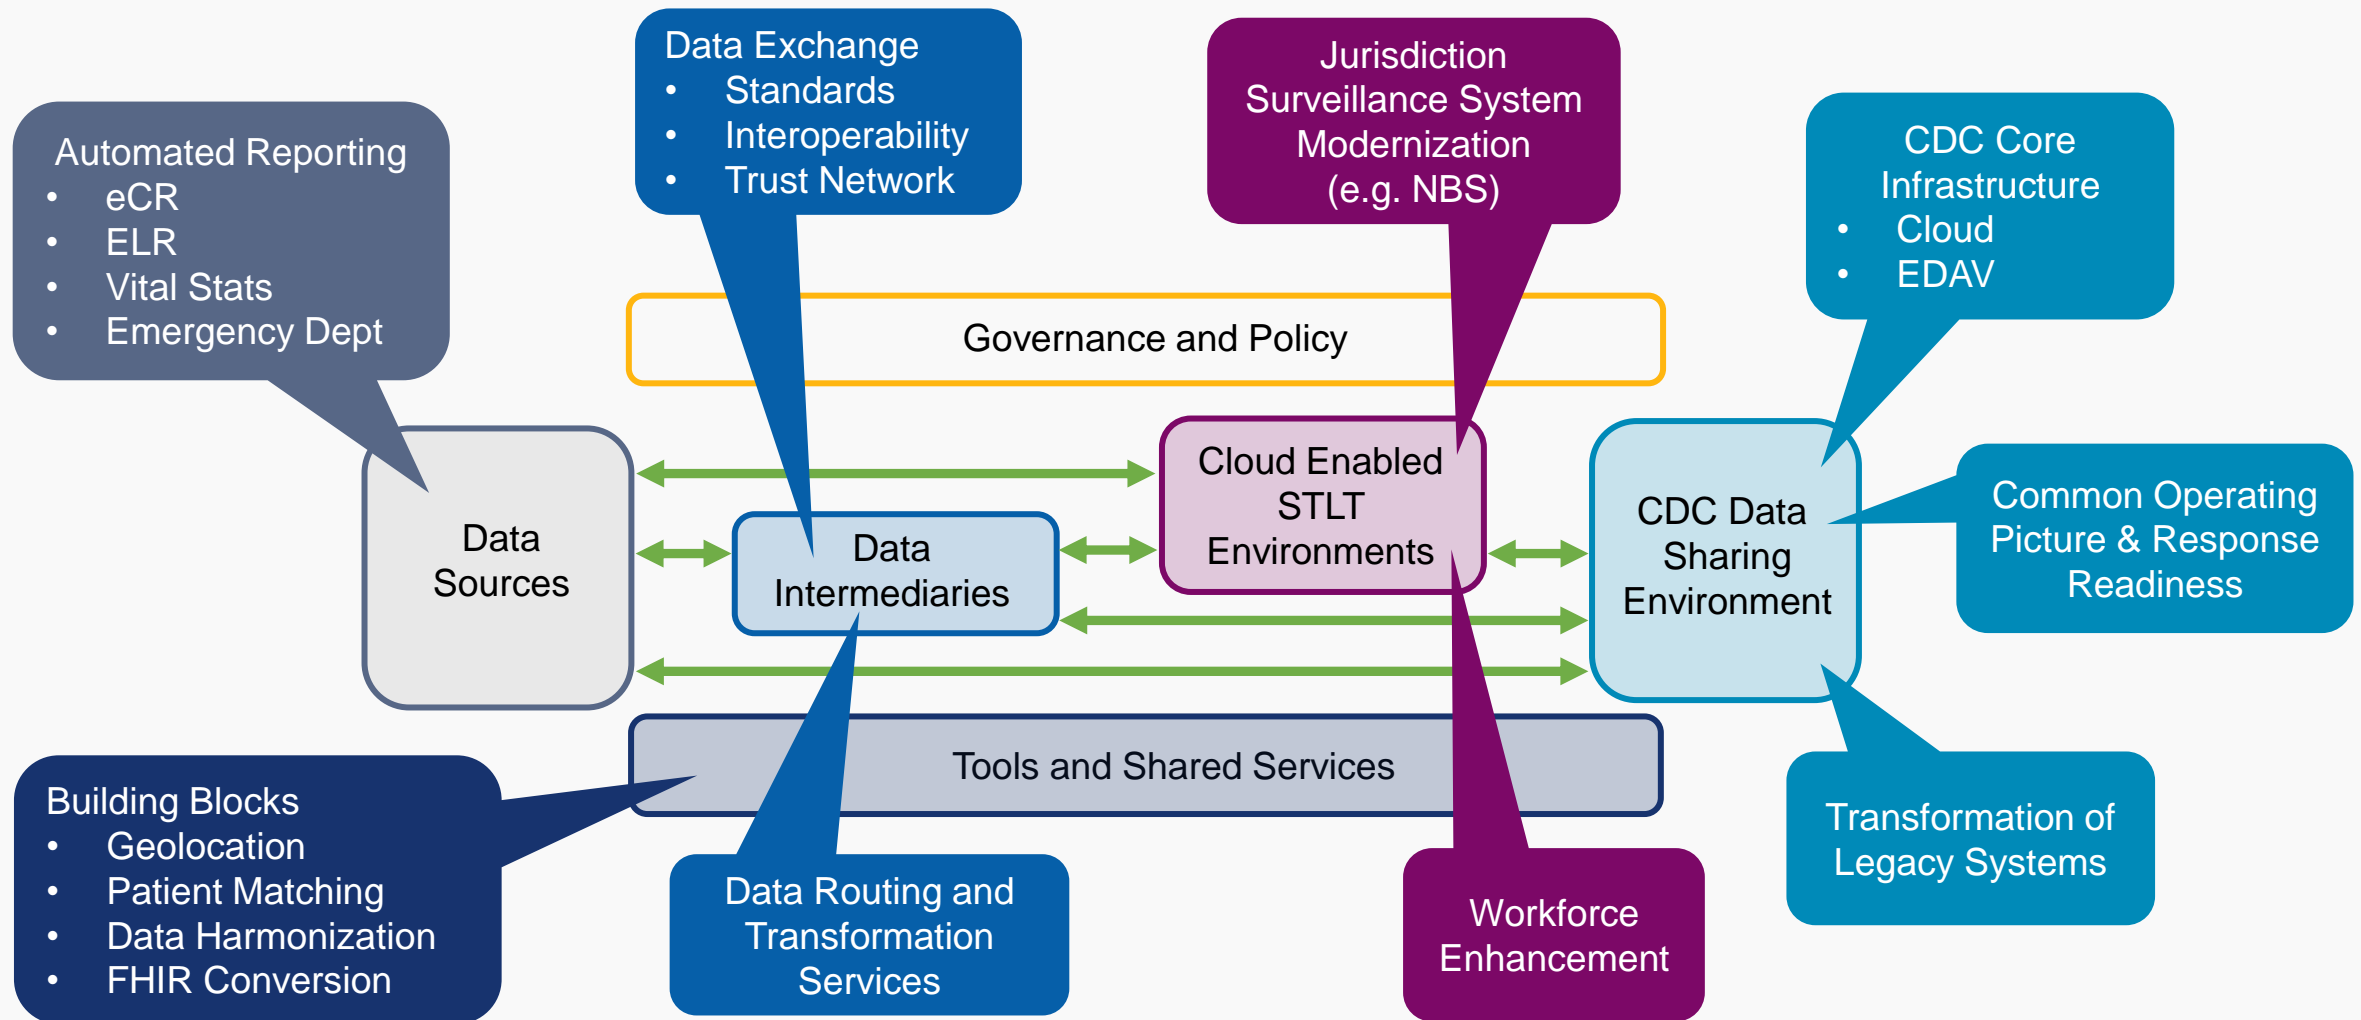 Data Exchange
• Standards
• Interoperability
• Trust Network
Jurisdiction
Surveillance System
Modernization
(e.g. NBS)
CDC Core
Infrastructure
• Cloud
• EDAV
Automated Reporting
• eCR
• ELR
• Vital Stats
• Emergency Dept
Governance and Policy
Data
Sources
Data
Intermediaries
Cloud Enabled
STLT
Environments
CDC Data
Sharing
Environment
Common Operating
Picture & Response
Readiness
Tools and Shared Services
Building Blocks
• Geolocation
• Patient Matching
• Data Harmonization
• FHIR Conversion
Data Routing and
Transformation
Services
Workforce
Enhancement
Transformation of
Legacy Systems